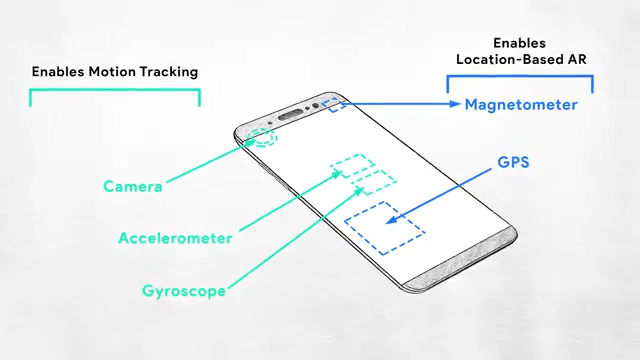 Enables Motion Tracking
Enables
Location-Based AR
Magnetometer
GPS
Camera
Accelerometer
Gyroscope